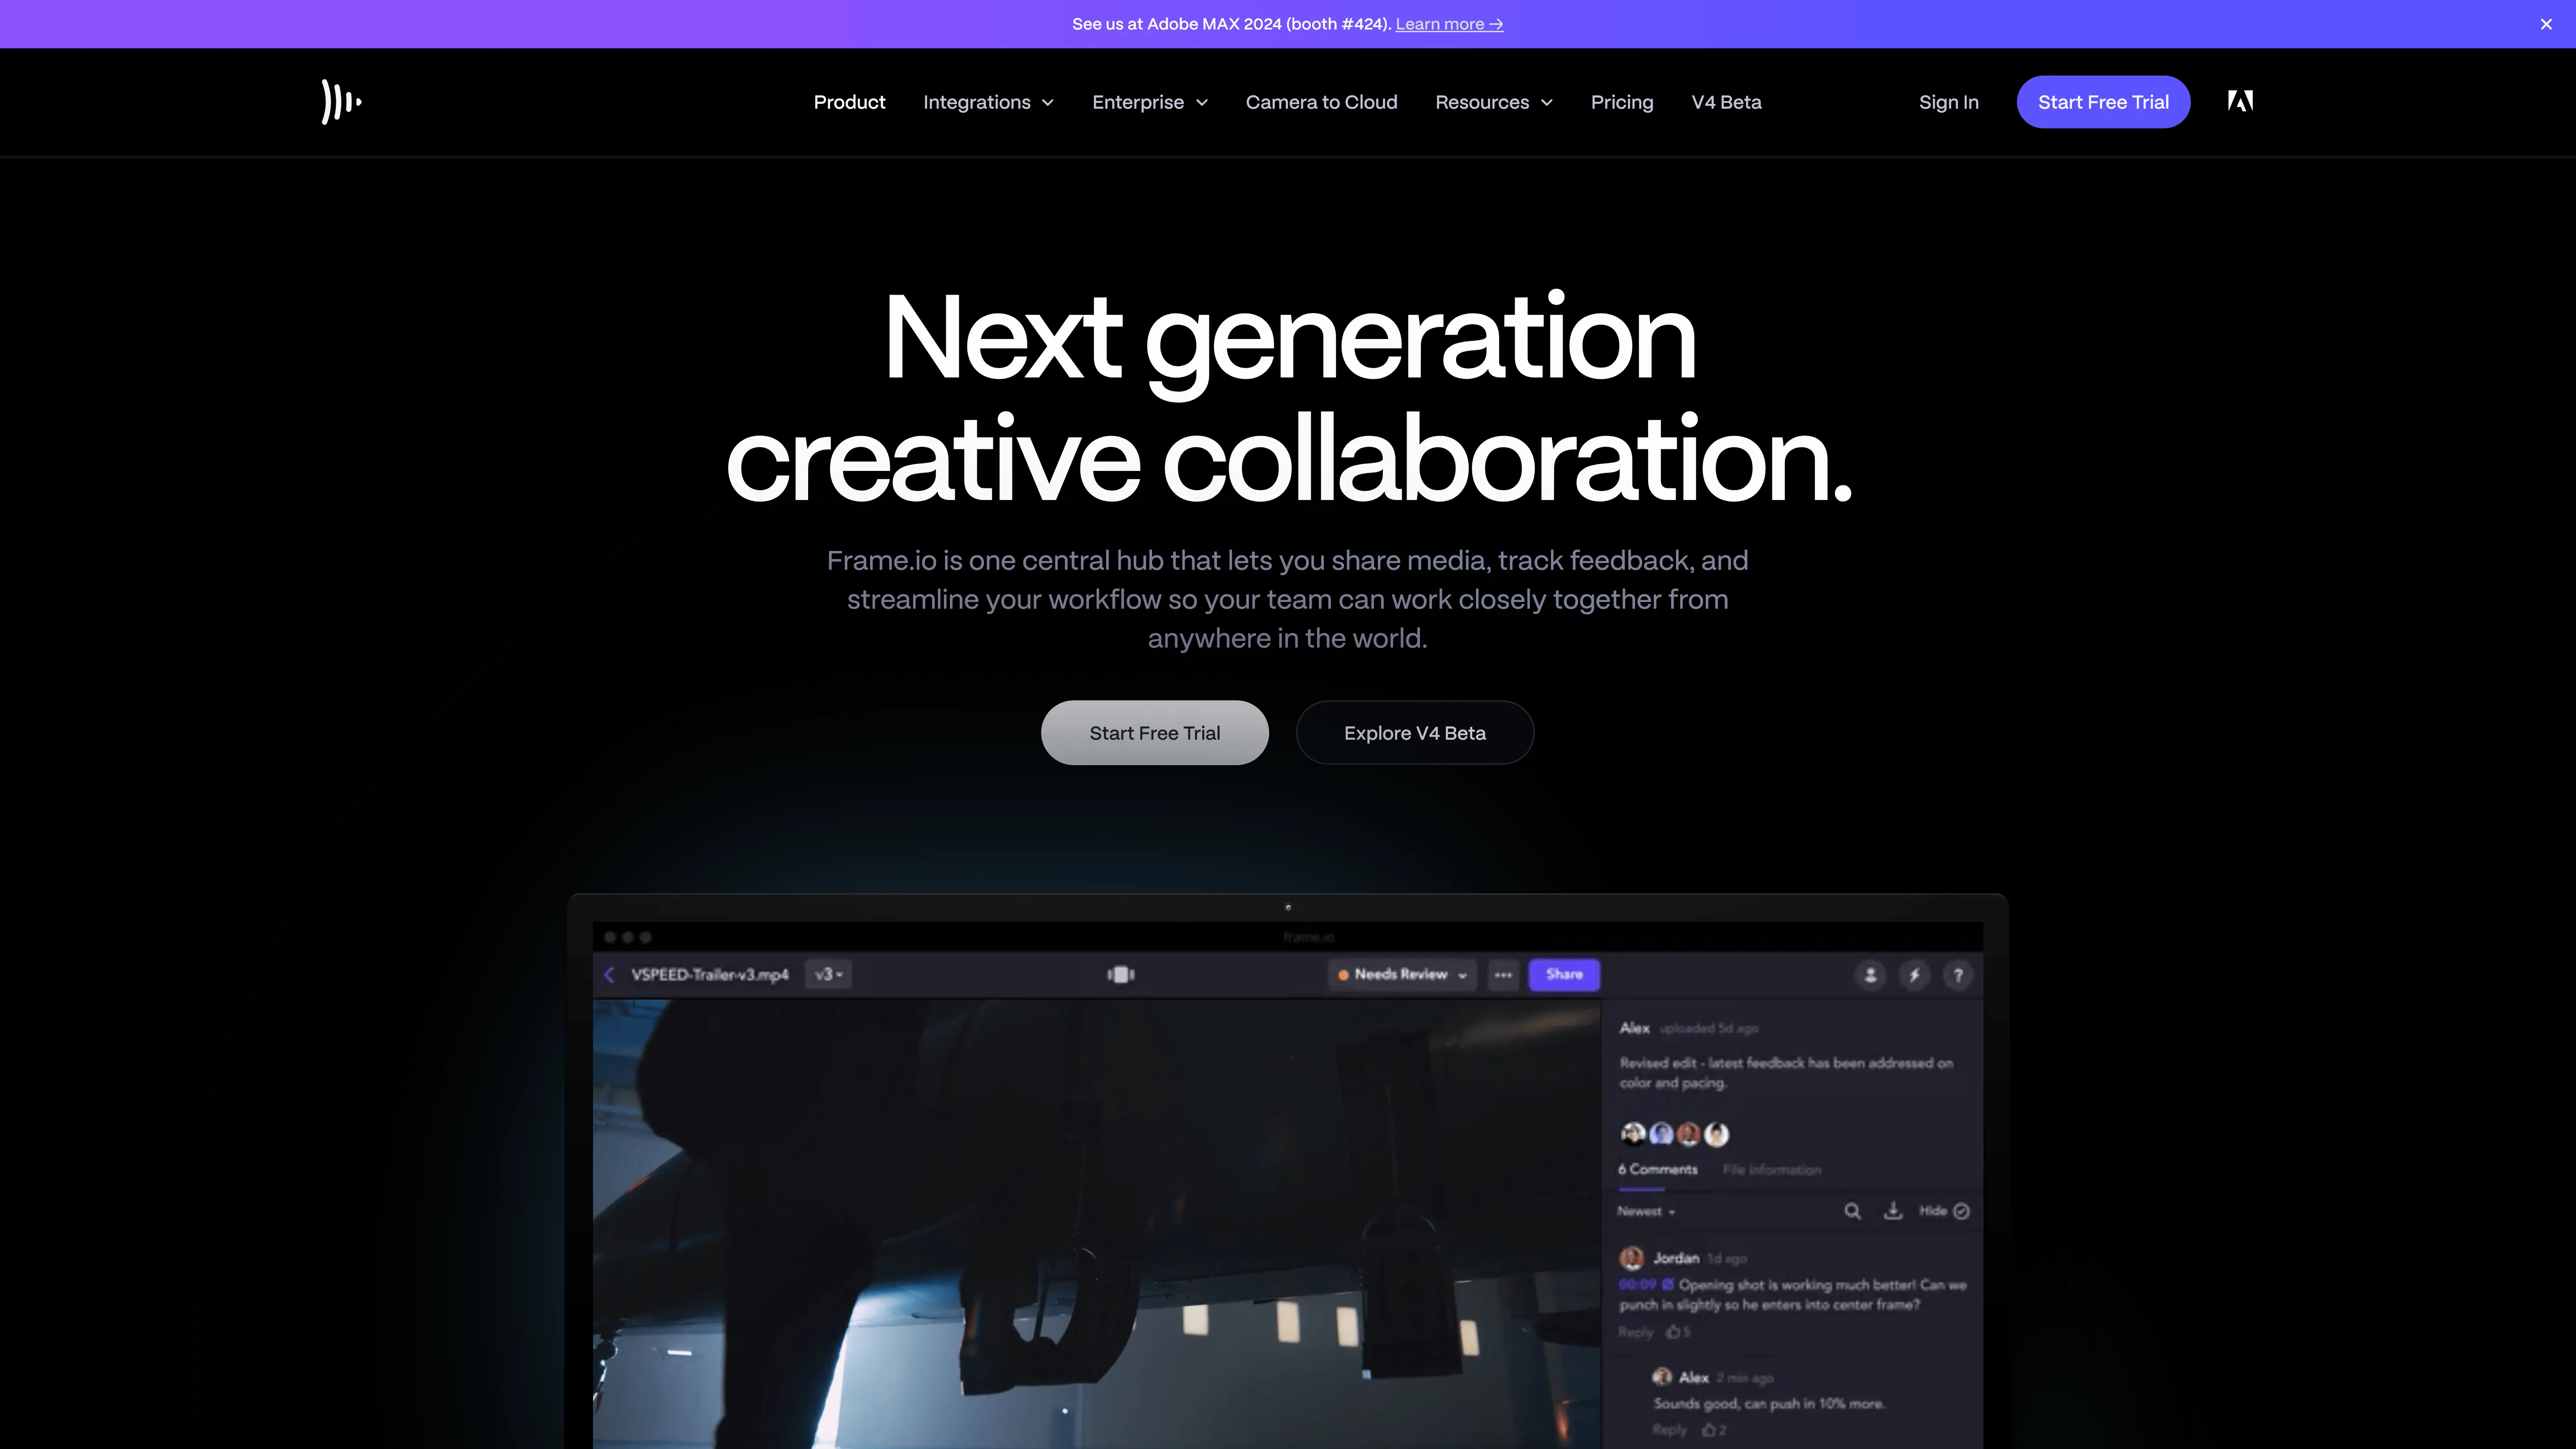 See us at Adobe MAX 2024 (booth #424). Learn more →
Product Integrations Enterprise Camera to Cloud Resources Pricing V4 Beta Sign In Start Free Trial
Next generation
creative collaboration.
Frame.io is one central hub that lets you share media, track feedback, and
streamline your workflow so your team can work closely together from
anywhere in the world.
Start Free Trial Explore V4 Beta
frame.io
VSPEED-Trailer-v3.mp4 v3 Needs Review Share
Alex uploaded 5d ago
Revised edit - latest feedback has been addressed on
color and pacing.
6 Comments File information
Newest Hide
Jordan 1d ago
00:09 Opening shot is working much better! Can we
punch in slightly so he enters into center frame?
Reply 5
Alex 2 min ago
Sounds good, can push in 10% more.
Reply 2